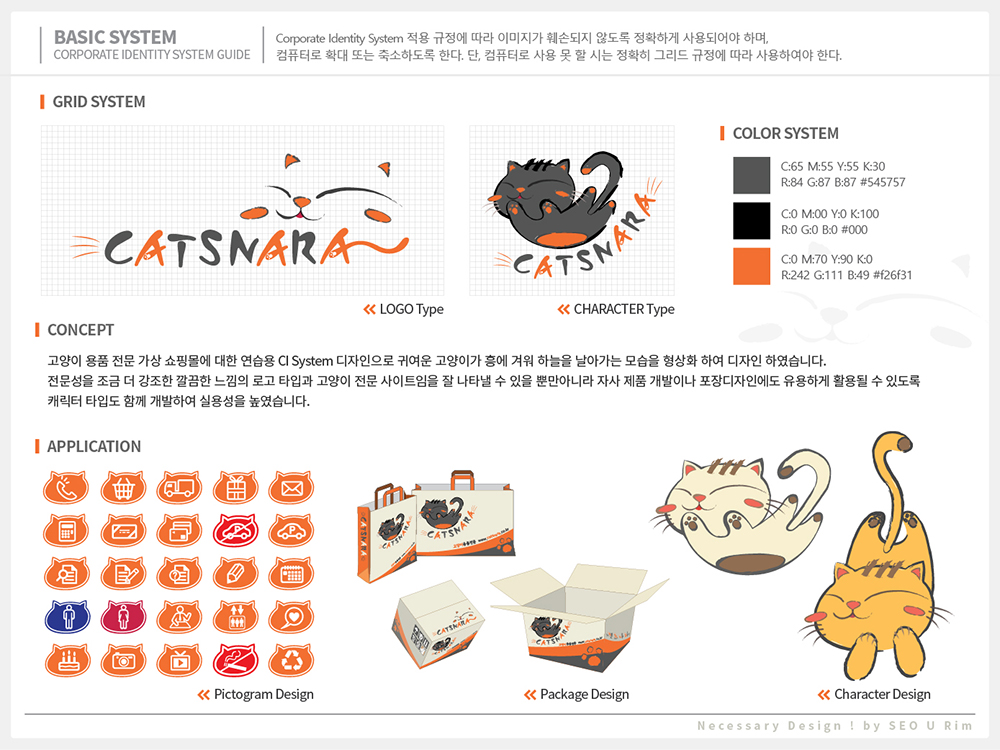 BASIC SYSTEM
CORPORATE IDENTITY SYSTEM GUIDE
Corporate Identity System 적용 규정에 따라 이미지가 훼손되지 않도록 정확하게 사용되어야 하며,
컴퓨터로 확대 또는 축소하도록 한다. 단, 컴퓨터로 사용 못 할 시는 정확히 그리드 규정에 따라 사용하여야 한다.
GRID SYSTEM
CATSNARA
CATSNARA
LOGO Type
CHARACTER Type
COLOR SYSTEM
C:65 M:55 Y:55 K:30
R:84 G:87 B:87 #545757
C:0 M:00 Y:0 K:100
R:0 G:0 B:0 #000
C:0 M:70 Y:90 K:0
R:242 G:111 B:49 #f26f31
CONCEPT
고양이 용품 전문 가상 쇼핑몰에 대한 연습용 CI System 디자인으로 귀여운 고양이가 흥에 겨워 하늘을 날아가는 모습을 형상화 하여 디자인 하였습니다.
전문성을 조금 더 강조한 깔끔한 느낌의 로고 타입과 고양이 전문 사이트임을 잘 나타낼 수 있을 뿐만아니라 자사 제품 개발이나 포장디자인에도 유용하게 활용될 수 있도록
캐릭터 타입도 함께 개발하여 실용성을 높였습니다.
APPLICATION
CATSNARA
CATSNARA
CATSNARA
CATSNARA
CATSNARA
Pictogram Design
Package Design
Character Design
Necessary Design ! by SEO U Rim